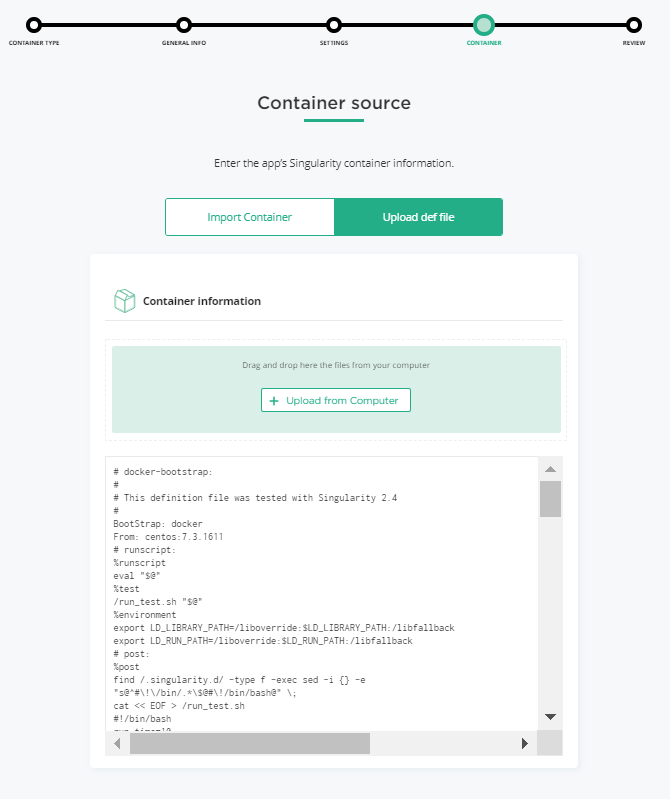 CONTAINER TYPE
GENERAL INFO
SETTINGS
CONTAINER
REVIEW
Container source
Enter the app's Singularity container information.
Import Container
Upload def file
Container information
Drag and drop here the files from your computer
+ Upload from Computer
# docker-bootstrap:
#
# This definition file was tested with Singularity 2.4
#
BootStrap: docker
From: centos:7.3.1611
# runscript:
%runscript
eval "$@"
%test
/run_test.sh "$@"
%environment
export LD_LIBRARY_PATH=/liboverride:$LD_LIBRARY_PATH:/libfallback
export LD_RUN_PATH=/liboverride:$LD_RUN_PATH:/libfallback
# post:
%post
find /.singularity.d/ -type f -exec sed -i {} -e
"s@^#\!\/bin/.*\$@#\!/bin/bash@" \;
cat << EOF > /run_test.sh
#!/bin/bash